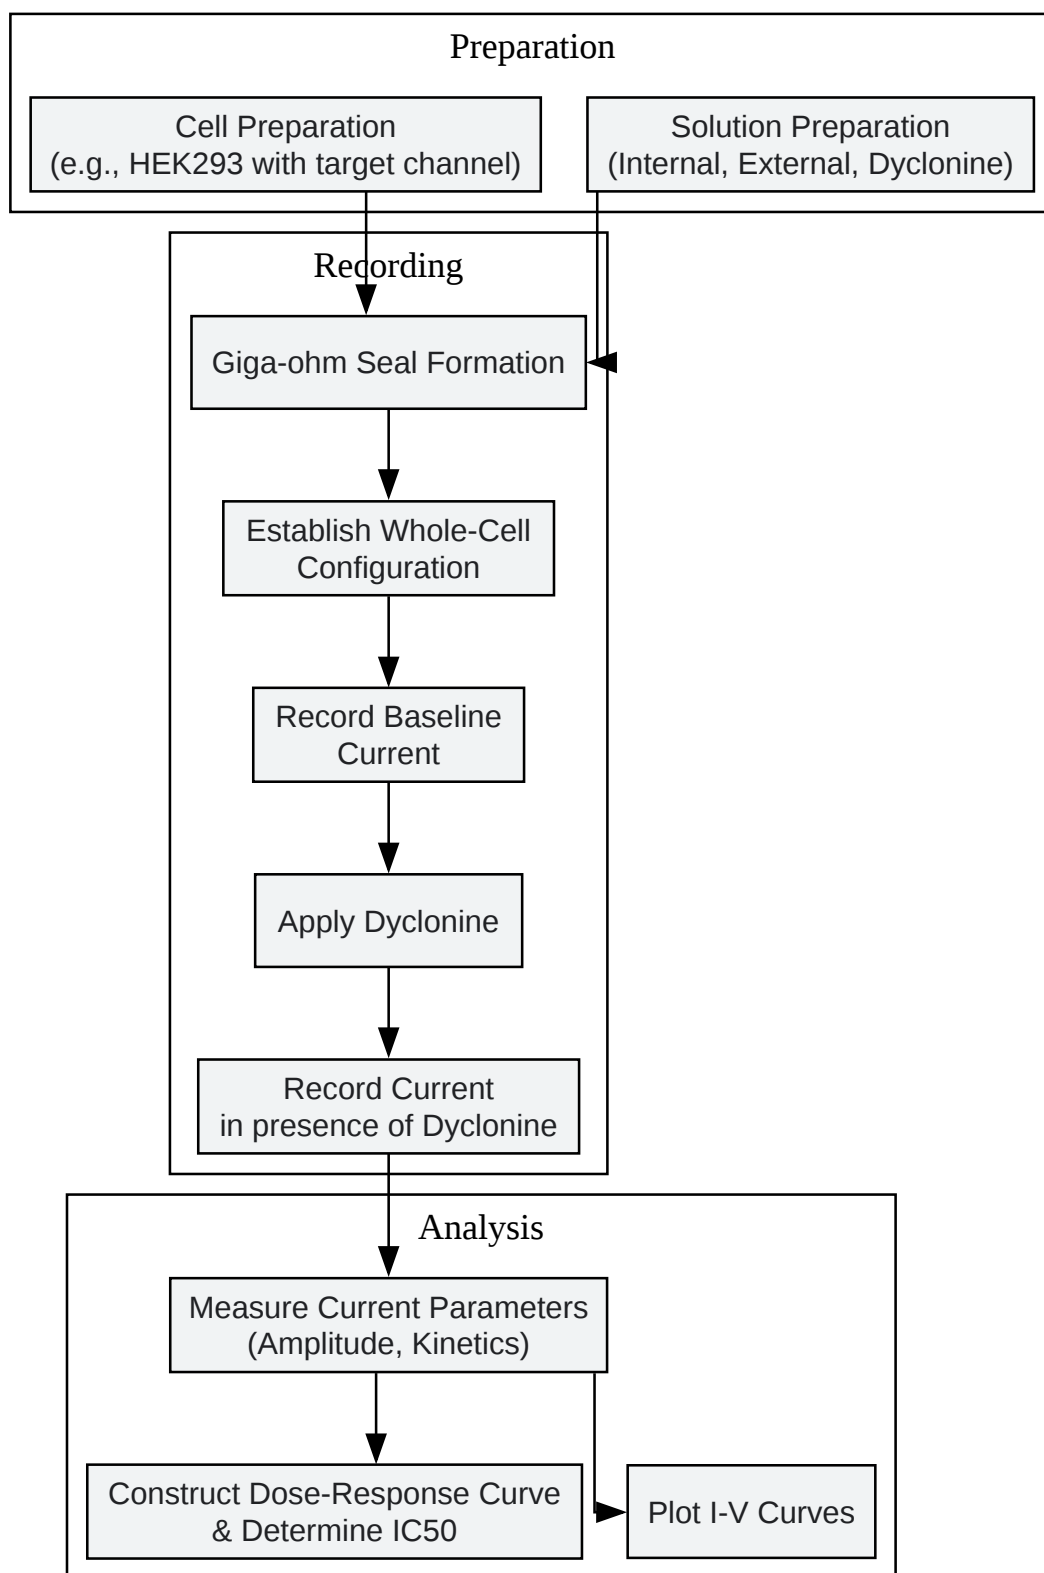 Preparation
Cell Preparation
(e.g., HEK293 with target channel)
Solution Preparation
(Internal, External, Dyclonine)
Recording
Giga-ohm Seal Formation
Establish Whole-Cell
Configuration
Record Baseline
Current
Apply Dyclonine
Record Current
in presence of Dyclonine
Analysis
Measure Current Parameters
(Amplitude, Kinetics)
Construct Dose-Response Curve
& Determine IC50
Plot I-V Curves